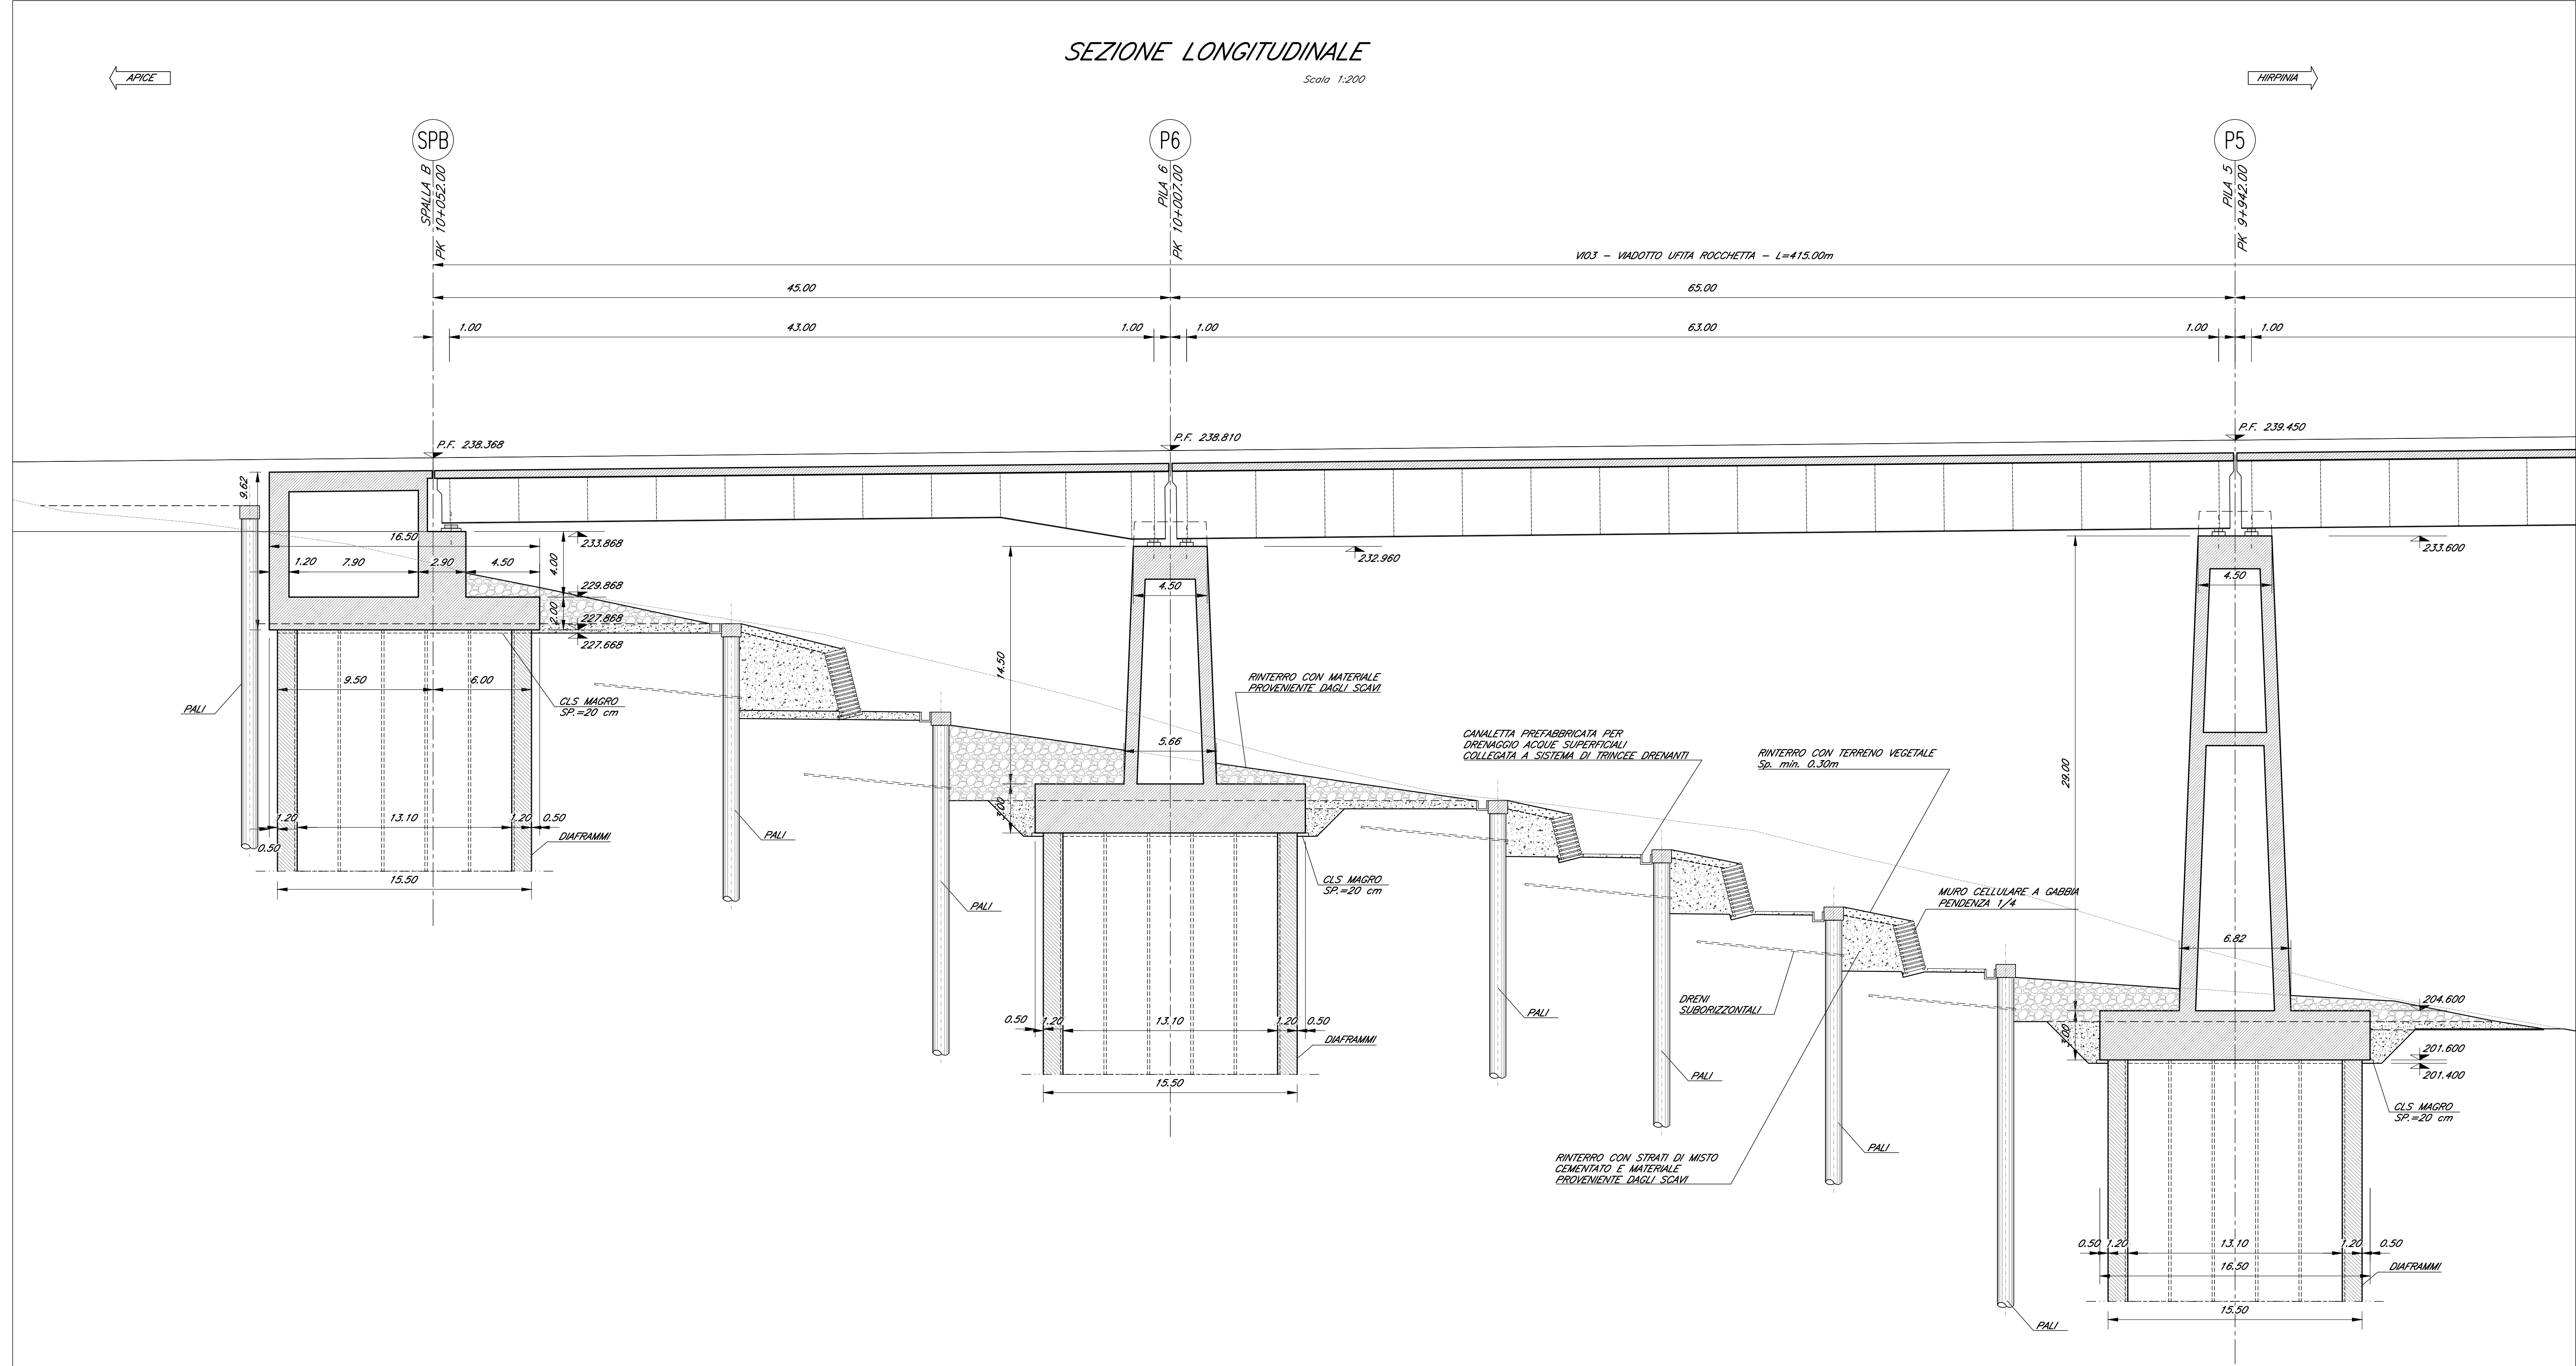 SEZIONE LONGITUDINALE
Scala 1:200
APICE
HIRPINIA
SPB
P6
P5
SPALLA B
PK 10+052.00
PILA 6
PK 10+007.00
PILA 5
PK 9+942.00
VI03 - VIADOTTO UFITA ROCCHETTA - L=415.00m
45.00
65.00
1.00
43.00
1.00
1.00
63.00
1.00
1.00
P.F. 238.368
P.F. 238.810
P.F. 239.450
9.62
16.50
233.868
232.960
233.600
1.20
7.90
2.90
4.50
4.00
229.868
4.50
4.50
2.00
227.868
227.668
14.50
9.50
6.00
CLS MAGRO
SP.=20 cm
PALI
RINTERRO CON MATERIALE
PROVENIENTE DAGLI SCAVI
5.66
CANALETTA PREFABBRICATA PER
DRENAGGIO ACQUE SUPERFICIALI
COLLEGATA A SISTEMA DI TRINCEE DRENANTI
RINTERRO CON TERRENO VEGETALE
Sp. min. 0.30m
29.00
3.00
1.20
13.10
1.20
0.50
0.50
DIAFRAMMI
PALI
15.50
PALI
CLS MAGRO
SP.=20 cm
MURO CELLULARE A GABBIA
PENDENZA 1/4
6.82
DRENI
SUBORIZZONTALI
204.600
0.50
1.20
13.10
1.20
0.50
DIAFRAMMI
15.50
PALI
3.00
201.600
201.400
PALI
CLS MAGRO
SP.=20 cm
PALI
RINTERRO CON STRATI DI MISTO
CEMENTATO E MATERIALE
PROVENIENTE DAGLI SCAVI
0.50
1.20
13.10
1.20
0.50
16.50
DIAFRAMMI
15.50
PALI